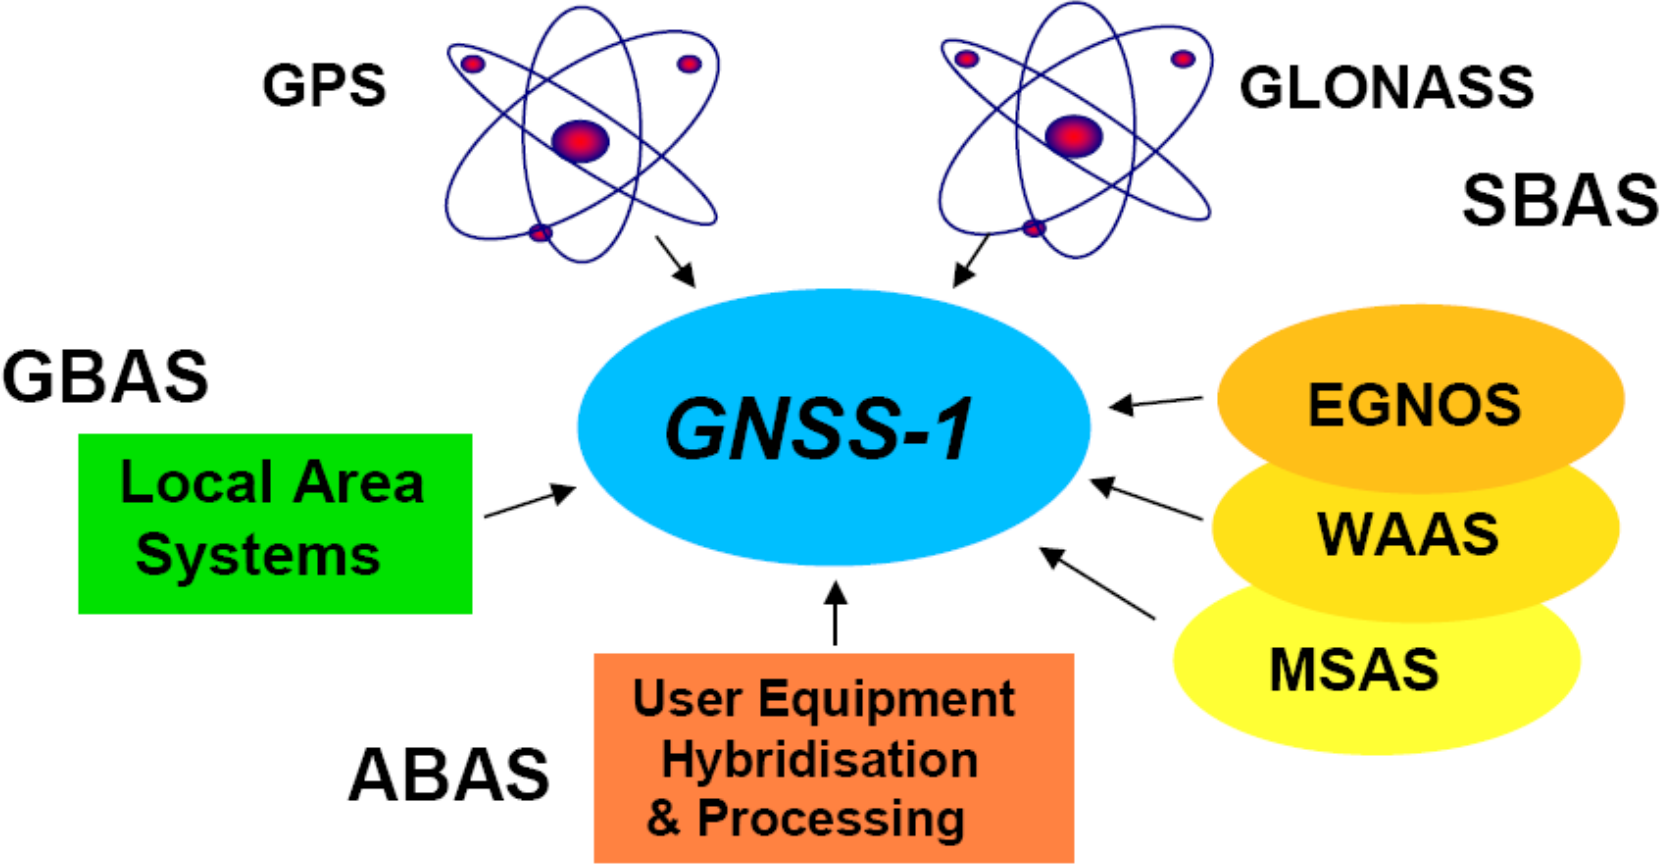 GPS
GLONASS
SBAS
GBAS
GNSS-1
EGNOS
Local Area
Systems
WAAS
MSAS
ABAS
User Equipment
Hybridisation
& Processing